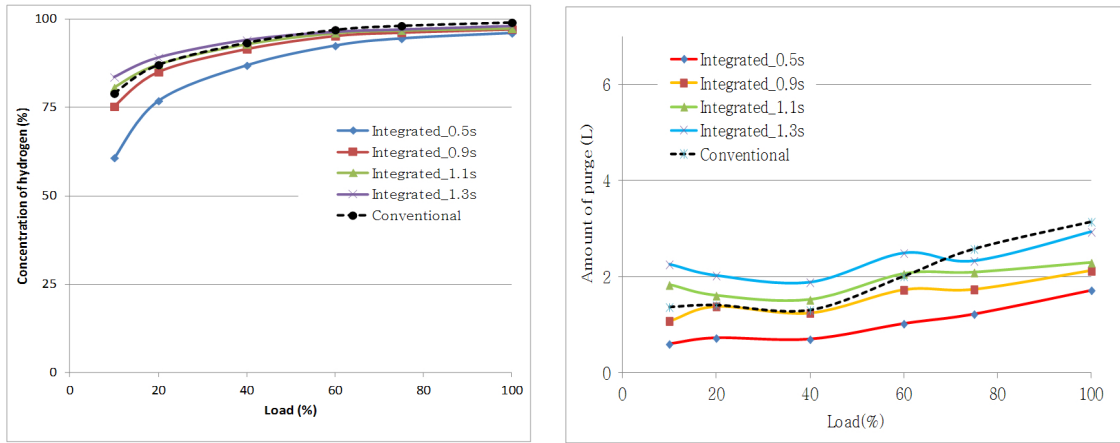 100
75
50
25
0
Concentration of hydrogen (%)
Integrated_0.5s
Integrated_0.9s
Integrated_1.1s
Integrated_1.3s
Conventional
0 20 40 60 80 100
Load (%)
6
4
2
0
Amount of purge (L)
Integrated_0.5s
Integrated_0.9s
Integrated_1.1s
Integrated_1.3s
Conventional
0 20 40 60 80 100
Load(%)